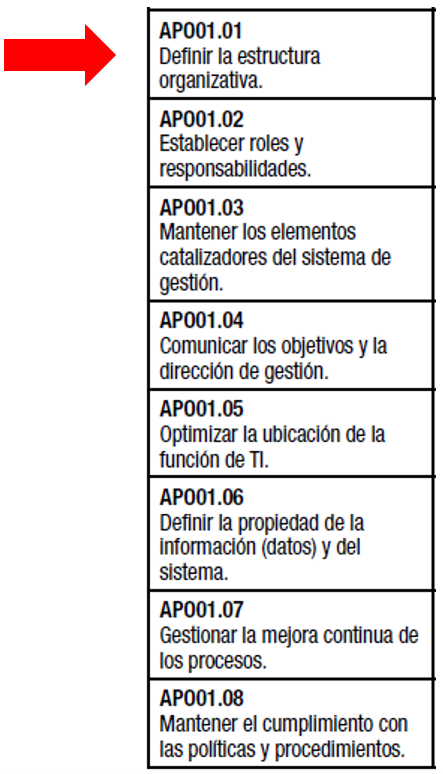 APO01.01
Definir la estructura
organizativa.
APO01.02
Establecer roles y
responsabilidades.
APO01.03
Mantener los elementos
catalizadores del sistema de
gestión.
APO01.04
Comunicar los objetivos y la
dirección de gestión.
APO01.05
Optimizar la ubicación de la
función de TI.
APO01.06
Definir la propiedad de la
información (datos) y del
sistema.
APO01.07
Gestionar la mejora continua de
los procesos.
APO01.08
Mantener el cumplimiento con
las políticas y procedimientos.